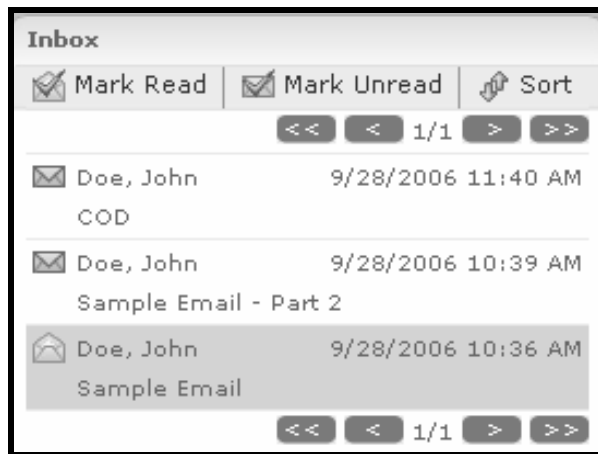 Inbox
Mark Read Mark Unread Sort
<< < 1/1 > >>
Doe, John 9/28/2006 11:40 AM
COD
Doe, John 9/28/2006 10:39 AM
Sample Email - Part 2
Doe, John 9/28/2006 10:36 AM
Sample Email
<< < 1/1 > >>